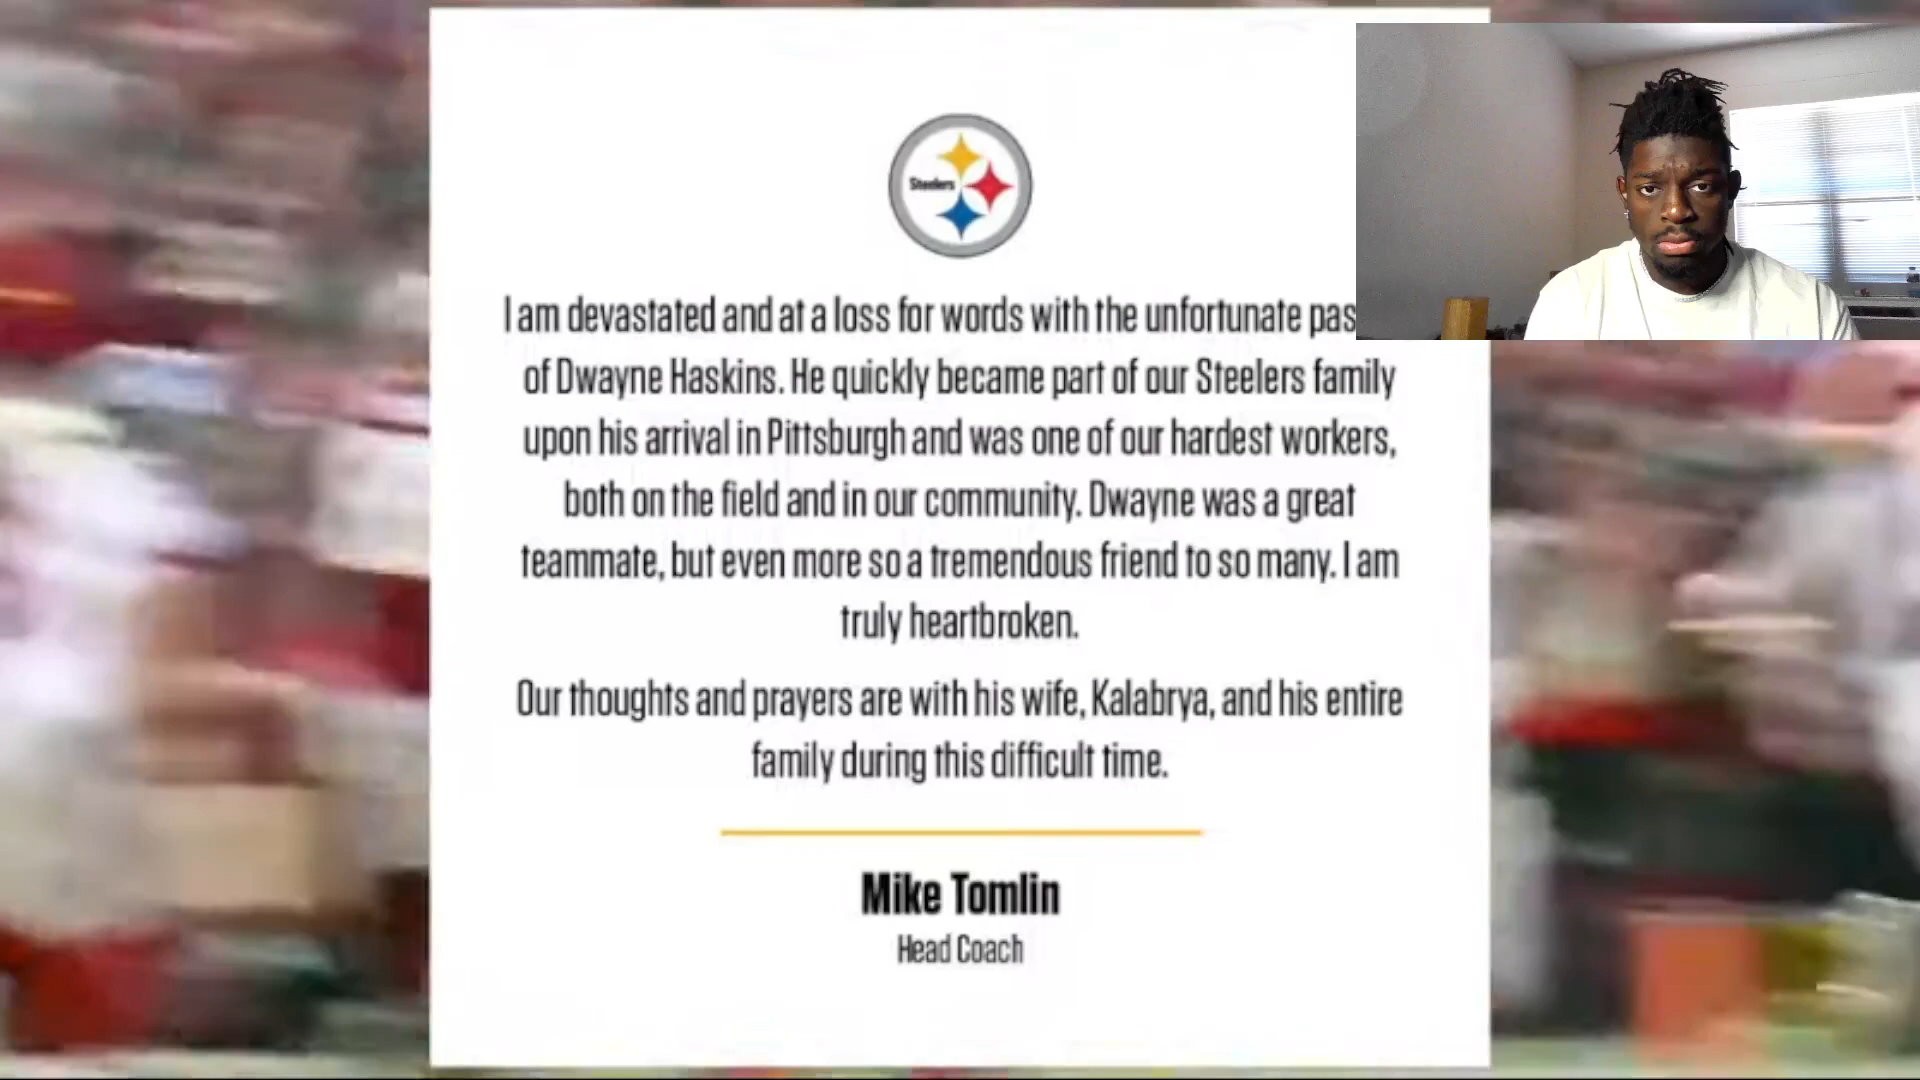 Steelers
I am devastated and at a loss for words with the unfortunate
of Dwayne Haskins. He quickly became part of our Steelers family
upon his arrival in Pittsburgh and was one of our hardest workers,
both on the field and in our community. Dwayne was a great
teammate, but even more so a tremendous friend to so many. I am
truly heartbroken.
Our thoughts and prayers are with his wife, Kalabrya, and his entire
family during this difficult time.
Mike Tomlin
Head Coach